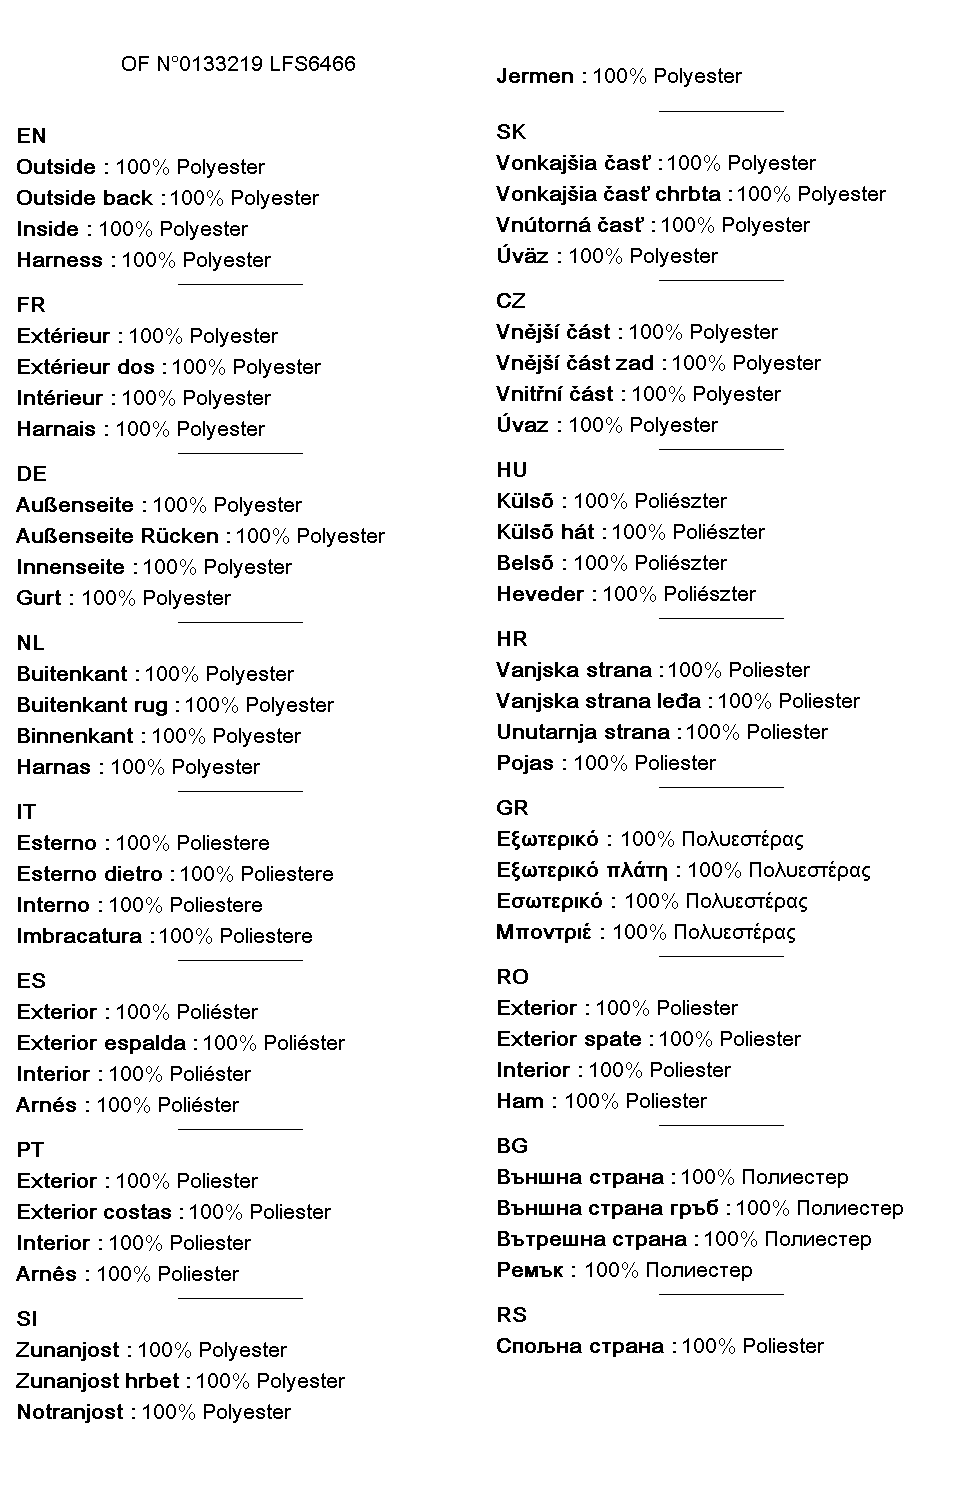 OF N°0133219 LFS6466
EN
Outside : 100% Polyester
Outside back : 100% Polyester
Inside : 100% Polyester
Harness : 100% Polyester
FR
Extérieur : 100% Polyester
Extérieur dos : 100% Polyester
Intérieur : 100% Polyester
Harnais : 100% Polyester
DE
Außenseite : 100% Polyester
Außenseite Rücken : 100% Polyester
Innenseite : 100% Polyester
Gurt : 100% Polyester
NL
Buitenkant : 100% Polyester
Buitenkant rug : 100% Polyester
Binnenkant : 100% Polyester
Harnas : 100% Polyester
IT
Esterno : 100% Poliestere
Esterno dietro : 100% Poliestere
Interno : 100% Poliestere
Imbracatura : 100% Poliestere
ES
Exterior : 100% Poliéster
Exterior espalda : 100% Poliéster
Interior : 100% Poliéster
Arnés : 100% Poliéster
PT
Exterior : 100% Poliester
Exterior costas : 100% Poliester
Interior : 100% Poliester
Arnês : 100% Poliester
SI
Zunanjost : 100% Polyester
Zunanjost hrbet : 100% Polyester
Notranjost : 100% Polyester
Jermen : 100% Polyester
SK
Vonkajšia časť : 100% Polyester
Vonkajšia časť chrbta : 100% Polyester
Vnútorná časť : 100% Polyester
Úväz : 100% Polyester
CZ
Vnější část : 100% Polyester
Vnější část zad : 100% Polyester
Vnitřní část : 100% Polyester
Úvaz : 100% Polyester
HU
Külsõ : 100% Poliészter
Külsõ hát : 100% Poliészter
Belsõ : 100% Poliészter
Heveder : 100% Poliészter
HR
Vanjska strana : 100% Poliester
Vanjska strana leđa : 100% Poliester
Unutarnja strana : 100% Poliester
Pojas : 100% Poliester
GR
Εξωτερικό : 100% Πολυεστέρας
Εξωτερικό πλάτη : 100% Πολυεστέρας
Εσωτερικό : 100% Πολυεστέρας
Μποντριέ : 100% Πολυεστέρας
RO
Exterior : 100% Poliester
Exterior spate : 100% Poliester
Interior : 100% Poliester
Ham : 100% Poliester
BG
Външна страна : 100% Полиестер
Външна страна гръб : 100% Полиестер
Вътрешна страна : 100% Полиестер
Ремък : 100% Полиестер
RS
Спољна страна : 100% Poliester